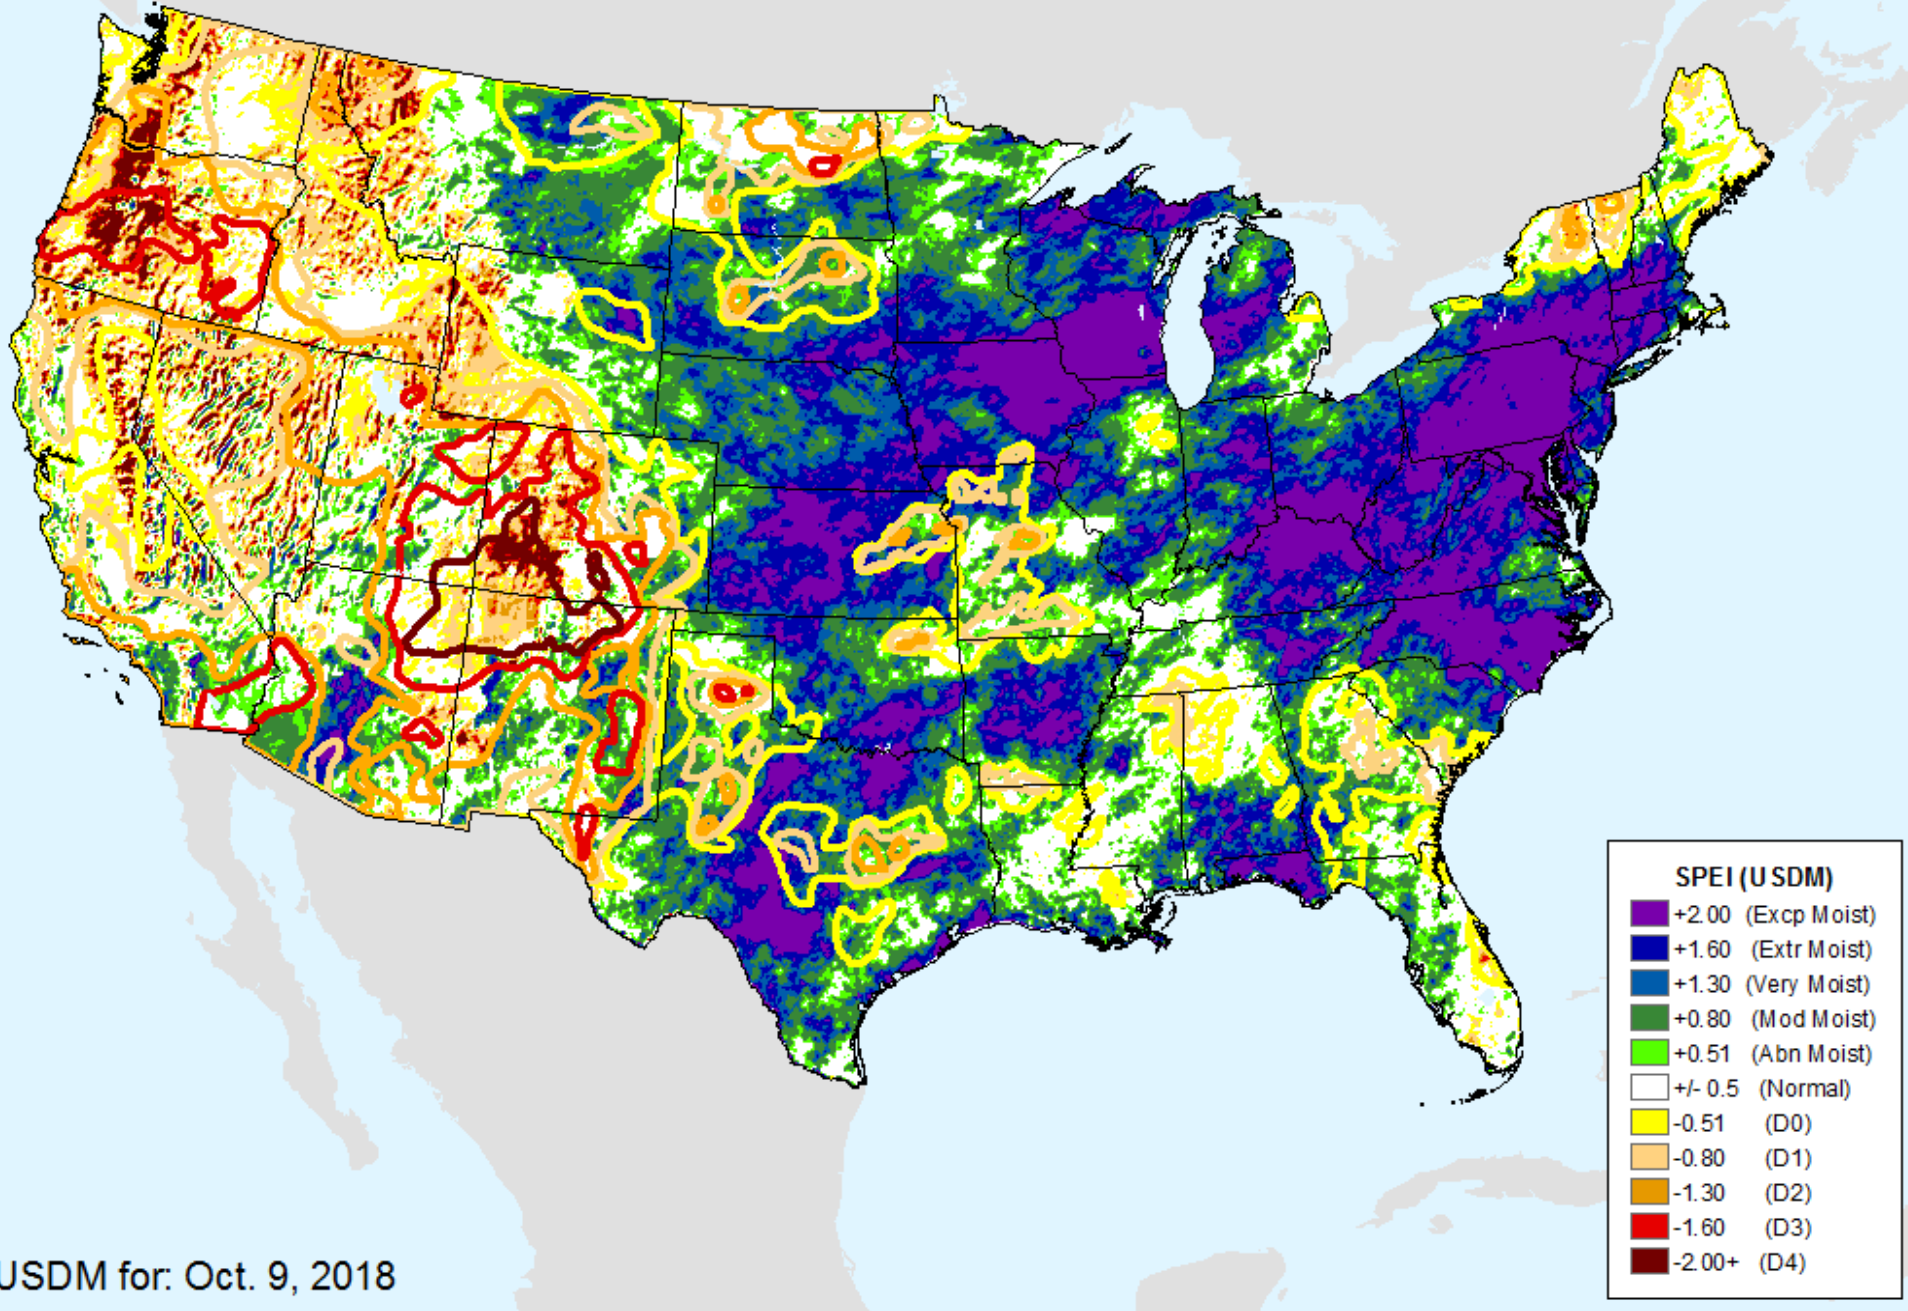 SPEI (USDM)
+2.00 (Excp Moist)
+1.60 (Extr Moist)
+1.30 (Very Moist)
+0.80 (Mod Moist)
+0.51 (Abn Moist)
+/- 0.5 (Normal)
-0.51 (D0)
-0.80 (D1)
-1.30 (D2)
-1.60 (D3)
-2.00+ (D4)
USDM for: Oct. 9, 2018